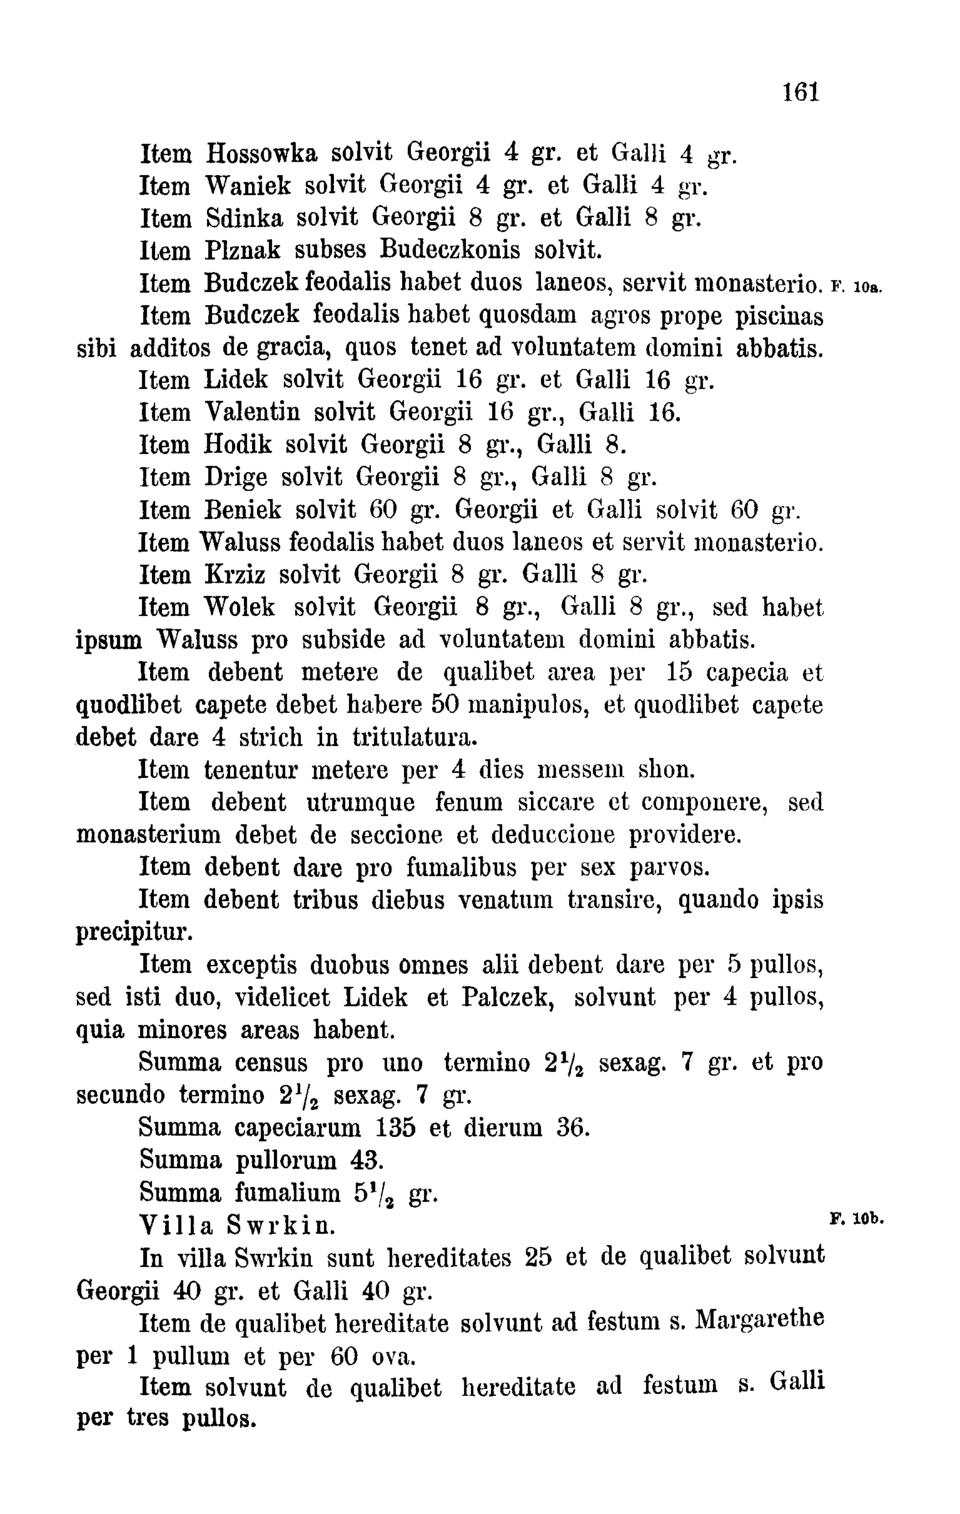 161
Item Hossowka solvit Georgii 4 gr. et Galli 4 gr.
Item Waniek solvit Georgii 4 gr. et Galli 4 gr.
Item Sdinka solvit Georgii 8 gr. et Galli 8 gr.
Item Plznak subses Budeczkonis solvit.
Item Budczek feodalis habet duos laneos, servit monasterio. F. 10a.
Item Budczek feodalis habet quosdam agros prope piscinas
sibi additos de gracia, quos tenet ad voluntatem domini abbatis.
Item Lidek solvit Georgii 16 gr. et Galli 16 gr.
Item Valentin solvit Georgii 16 gr., Galli 16.
Item Hodik solvit Georgii 8 gr., Galli 8.
Item Drige solvit Georgii 8 gr., Galli 8 gr.
Item Beniek solvit 60 gr. Georgii et Galli solvit 60 gr.
Item Waluss feodalis habet duos laneos et servit monasterio.
Item Krziz solvit Georgii 8 gr. Galli 8 gr.
Item Wolek solvit Georgii 8 gr., Galli 8 gr., sed habet
ipsum Waluss pro subside ad voluntatem domini abbatis.
Item debent metere de qualibet area per 15 capecia et
quodlibet capete debet habere 50 manipulos, et quodlibet capete
debet dare 4 strich in tritulatura.
Item tenentur metere per 4 dies messem shon.
Item debent utrumque fenum siccare et componere, sed
monasterium debet de seccione et deduccione providere.
Item debent dare pro fumalibus per sex parvos.
Item debent tribus diebus venatum transire, quando ipsis
precipitur.
Item exceptis duobus omnes alii debent dare per 5 pullos,
sed isti duo, videlicet Lidek et Palczek, solvunt per 4 pullos,
quia minores areas habent.
Summa census pro uno termino 2¹/₂ sexag. 7 gr. et pro
secundo termino 2¹/₂ sexag. 7 gr.
Summa capeciarum 135 et dierum 36.
Summa pullorum 43.
Summa fumalium 5¹/₂ gr.
Villa Swrkin. F. 10b.
In villa Swrkin sunt hereditates 25 et de qualibet solvunt
Georgii 40 gr. et Galli 40 gr.
Item de qualibet hereditate solvunt ad festum s. Margarethe
per 1 pullum et per 60 ova.
Item solvunt de qualibet hereditate ad festum s. Galli
per tres pullos.